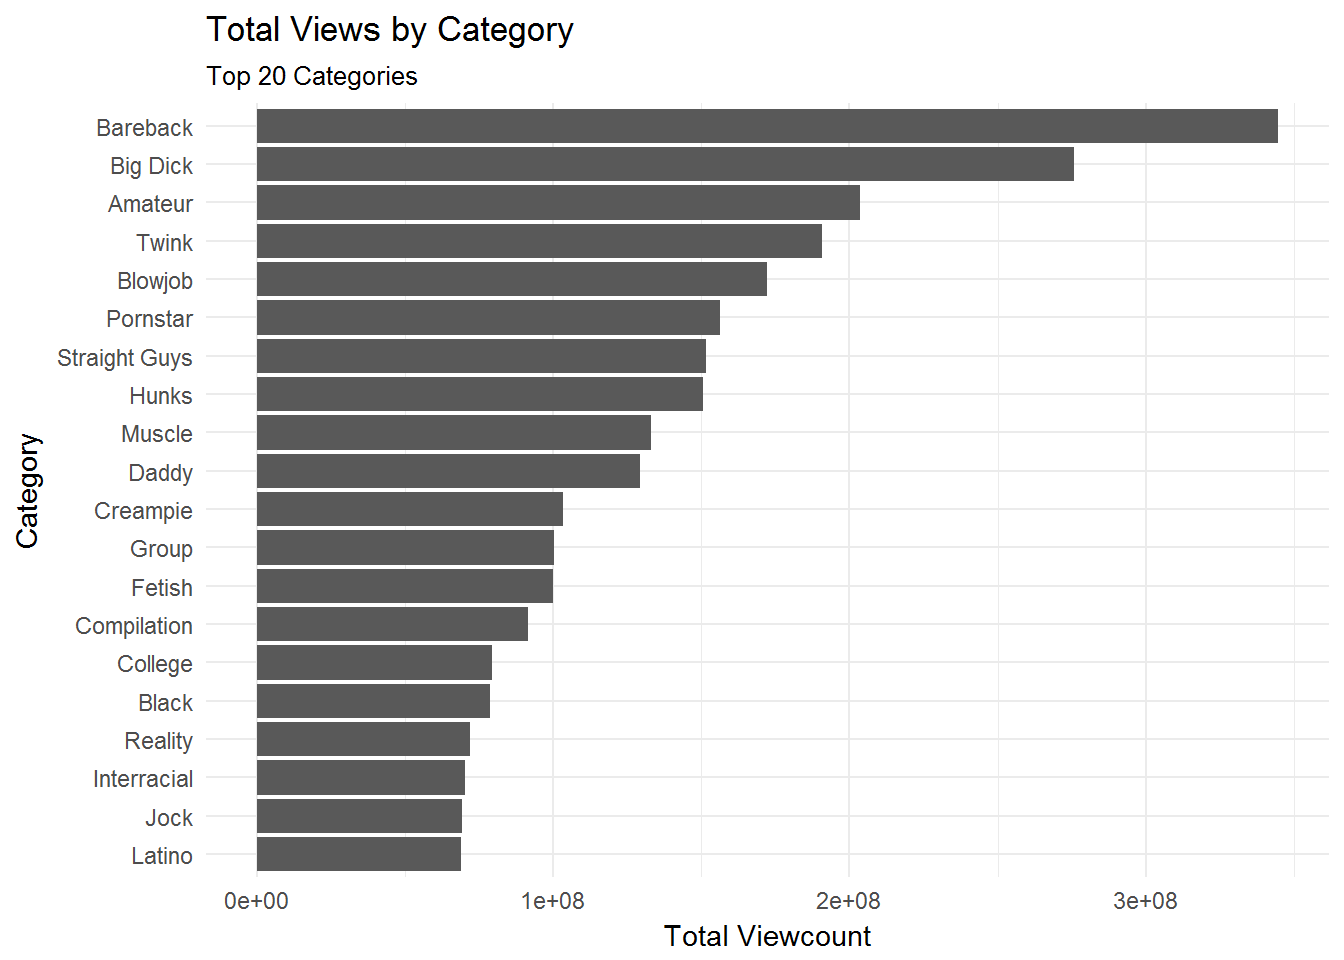 Total Views by Category
Top 20 Categories
Bareback
Big Dick
Amateur
Twink
Blowjob
Pornstar
Straight Guys
Hunks
Muscle
Daddy
Creampie
Group
Fetish
Compilation
College
Black
Reality
Interracial
Jock
Latino
Category
0e+00 1e+08 2e+08 3e+08
Total Viewcount